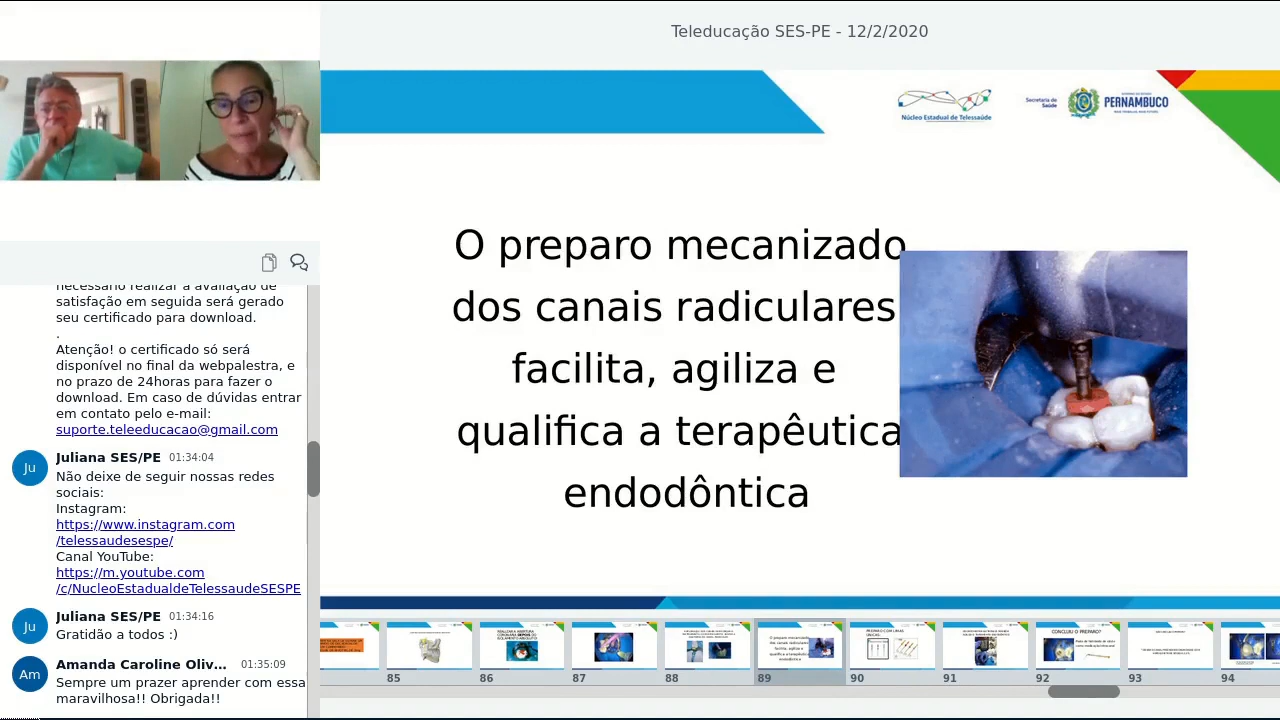 Teleducação SES-PE - 12/2/2020
Núcleo Estadual de Telessaúde
Secretaria da
Saúde
PERNAMBUCO
O preparo mecanizado
dos canais radiculares
facilita, agiliza e
qualifica a terapêutica
endodôntica
necessário realizar a avaliação de
satisfação em seguida será gerado
seu certificado para download.
.
Atenção! o certificado só será
disponível no final da webpalestra, e
no prazo de 24horas para fazer o
download. Em caso de dúvidas entrar
em contato pelo e-mail:
suporte.teleeducacao@gmail.com
Ju
Juliana SES/PE 01:34:04
Não deixe de seguir nossas redes
sociais:
Instagram:
https://www.instagram.com
/telessaudesespe/
Canal YouTube:
https://m.youtube.com
/c/NucleoEstadualdeTelessaudeSESPE
Ju
Juliana SES/PE 01:34:16
Gratidão a todos :)
Am
Amanda Caroline Oliv... 01:35:09
Sempre um prazer aprender com essa
maravilhosa!! Obrigada!!
CONCLUIU O PREPARO?
85 86 87 88 89 90 91 92 93 94